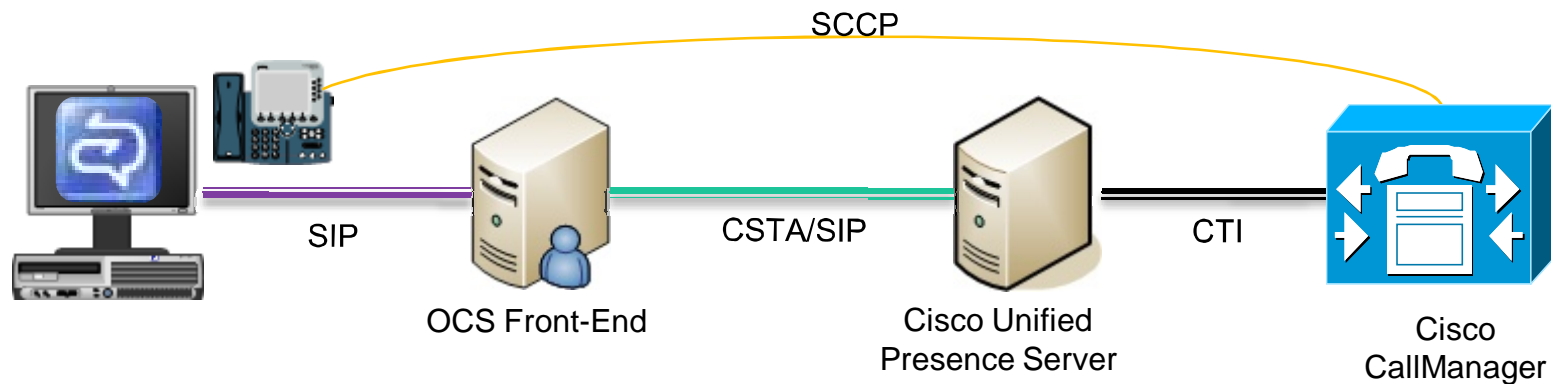 SCCP
SIP
CSTA/SIP
CTI
OCS Front-End
Cisco Unified
Presence Server
Cisco
CallManager